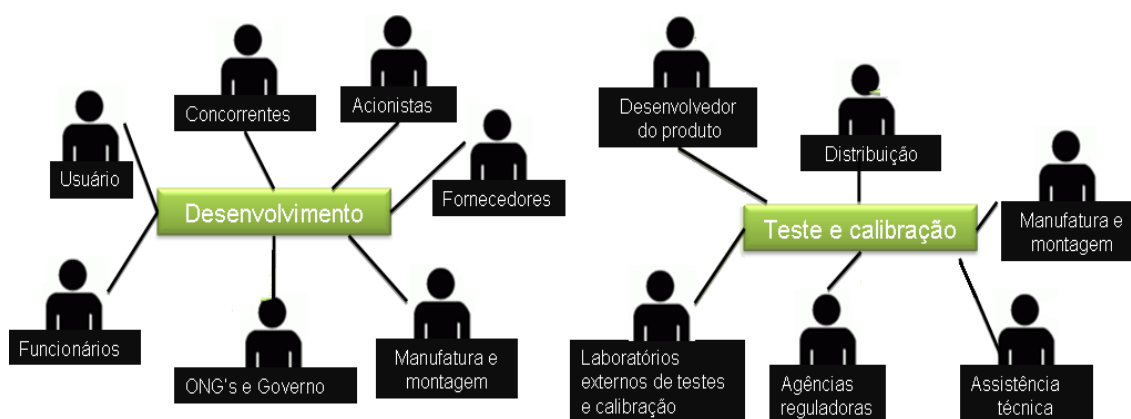 Concorrentes
Acionistas
Usuário
Fornecedores
Desenvolvimento
Funcionários
ONG's e Governo
Manufatura e
montagem
Desenvolvedor
do produto
Distribuição
Manufatura e
montagem
Teste e calibração
Laboratórios
externos de testes
e calibração
Agências
reguladoras
Assistência
técnica